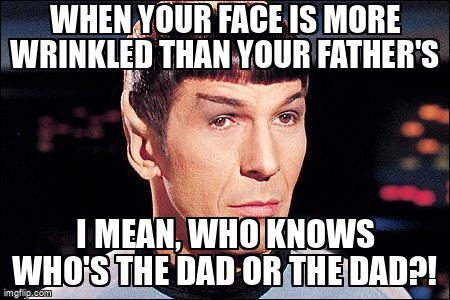 WHEN YOUR FACE IS MORE
WRINKLED THAN YOUR FATHER'S
I MEAN, WHO KNOWS
WHO'S THE DAD OR THE DAD?!
imgflip.com